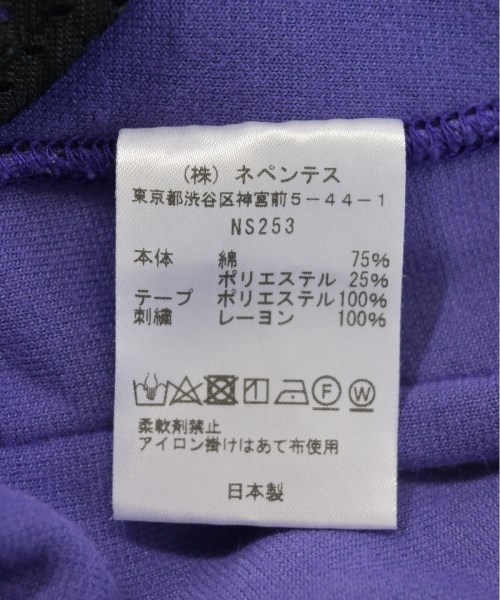 (株) ネペンテス
東京都渋谷区神宮前5-44-1
NS253
本体 綿 75%
ポリエステル 25%
テープ ポリエステル 100%
刺繍 レーヨン 100%
F W
柔軟剤禁止
アイロン掛けはあて布使用
日本製